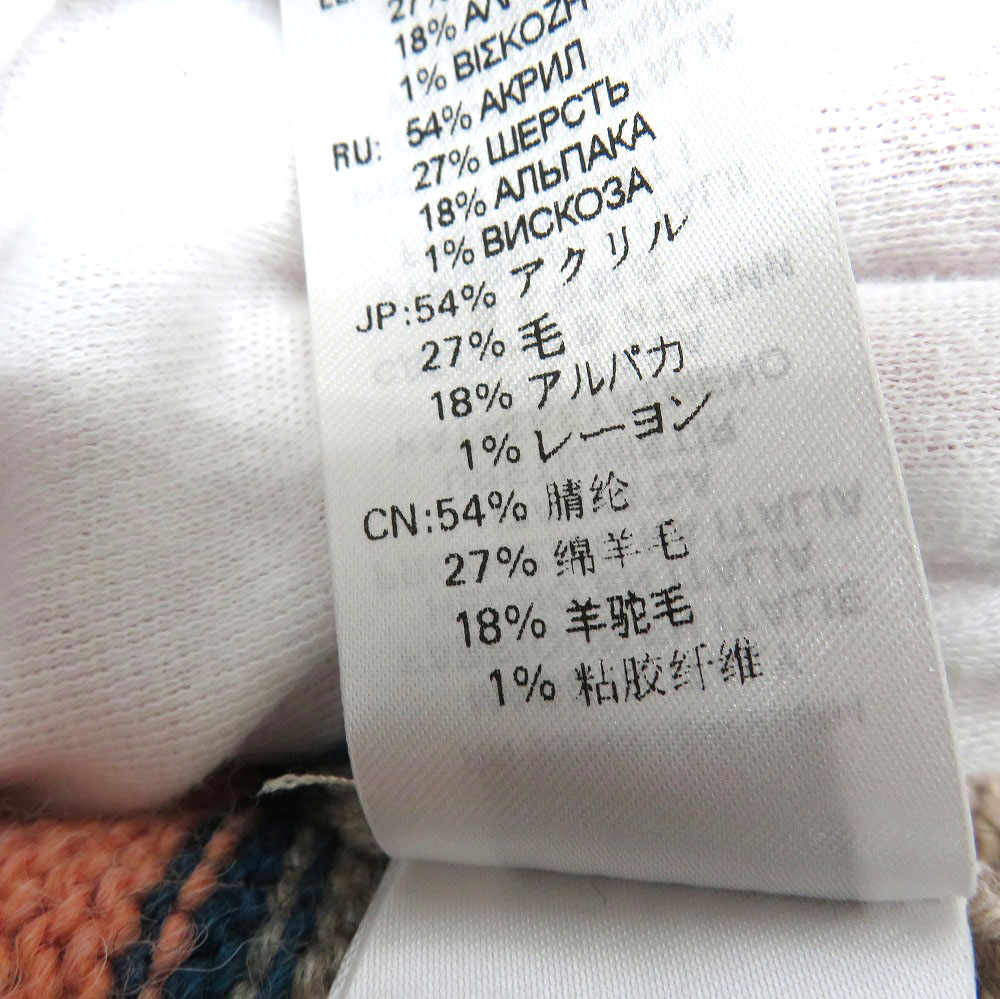 27%
18% ΑΛ
1% ΒΙΣΚΟΖΗ
RU: 54% АКРИЛ
27% ШЕРСТЬ
18% АЛЬПАКА
1% ВИСКОЗА
JP:54% アクリル
27% 毛
18% アルパカ
1% レーヨン
CN:54% 腈纶
27% 绵羊毛
18% 羊驼毛
1% 粘胶纤维